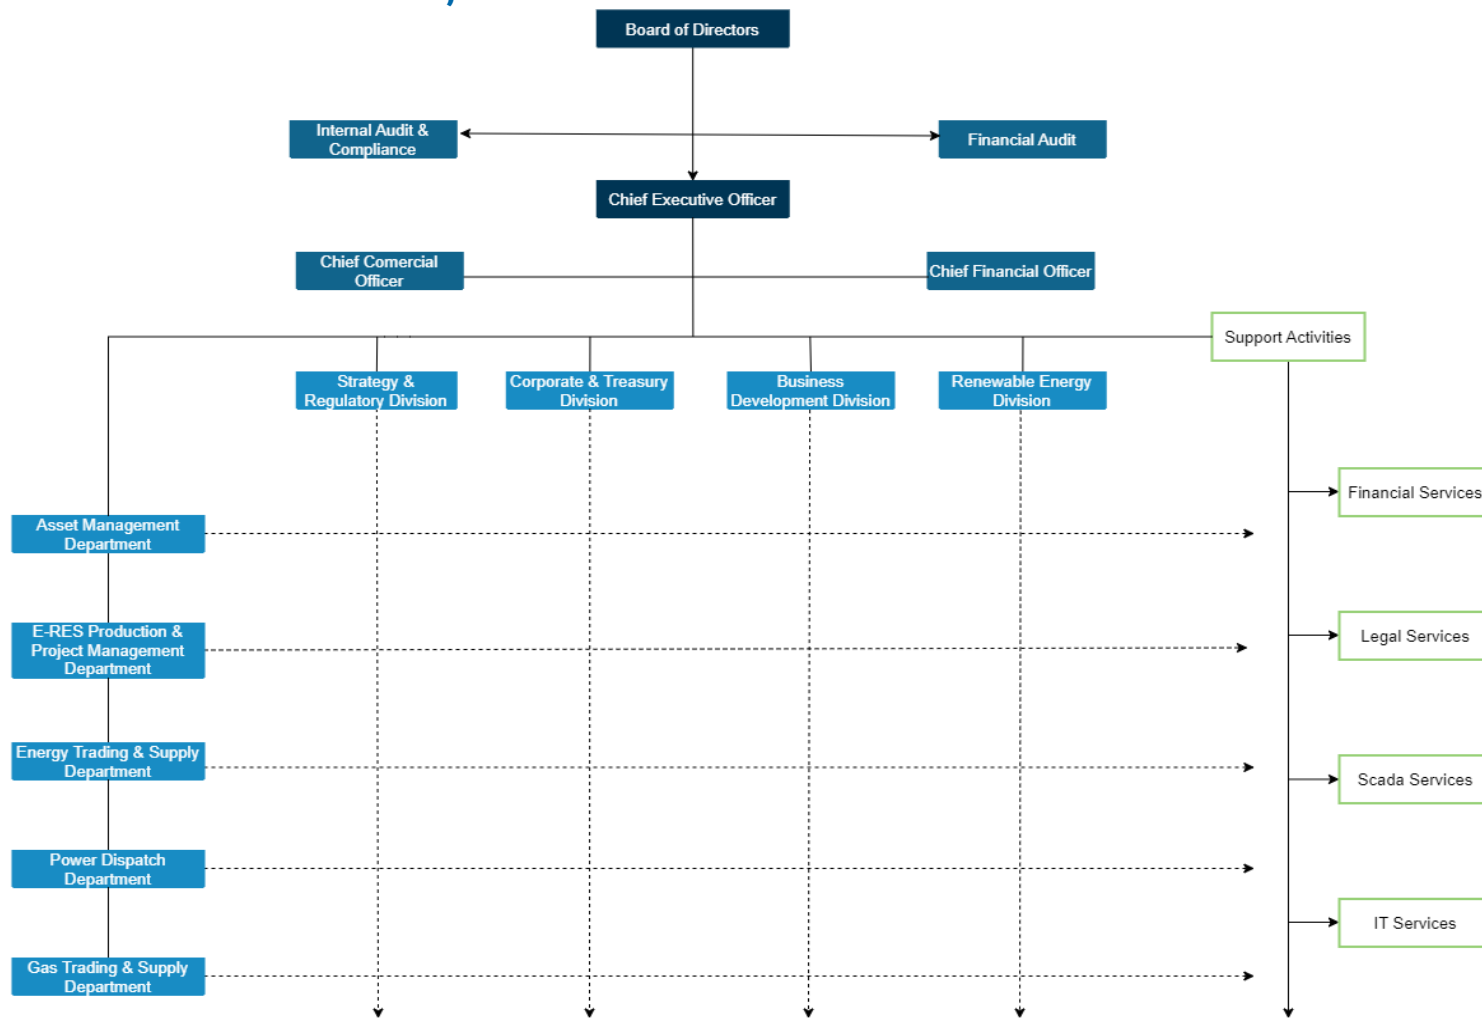 Board of Directors
Internal Audit &
Compliance
Financial Audit
Chief Executive Officer
Chief Comercial
Officer
Chief Financial Officer
Support Activities
Strategy &
Regulatory Division
Corporate & Treasury
Division
Business
Development Division
Renewable Energy
Division
Financial Services
Asset Management
Department
E-RES Production &
Project Management
Department
Legal Services
Energy Trading & Supply
Department
Scada Services
Power Dispatch
Department
IT Services
Gas Trading & Supply
Department